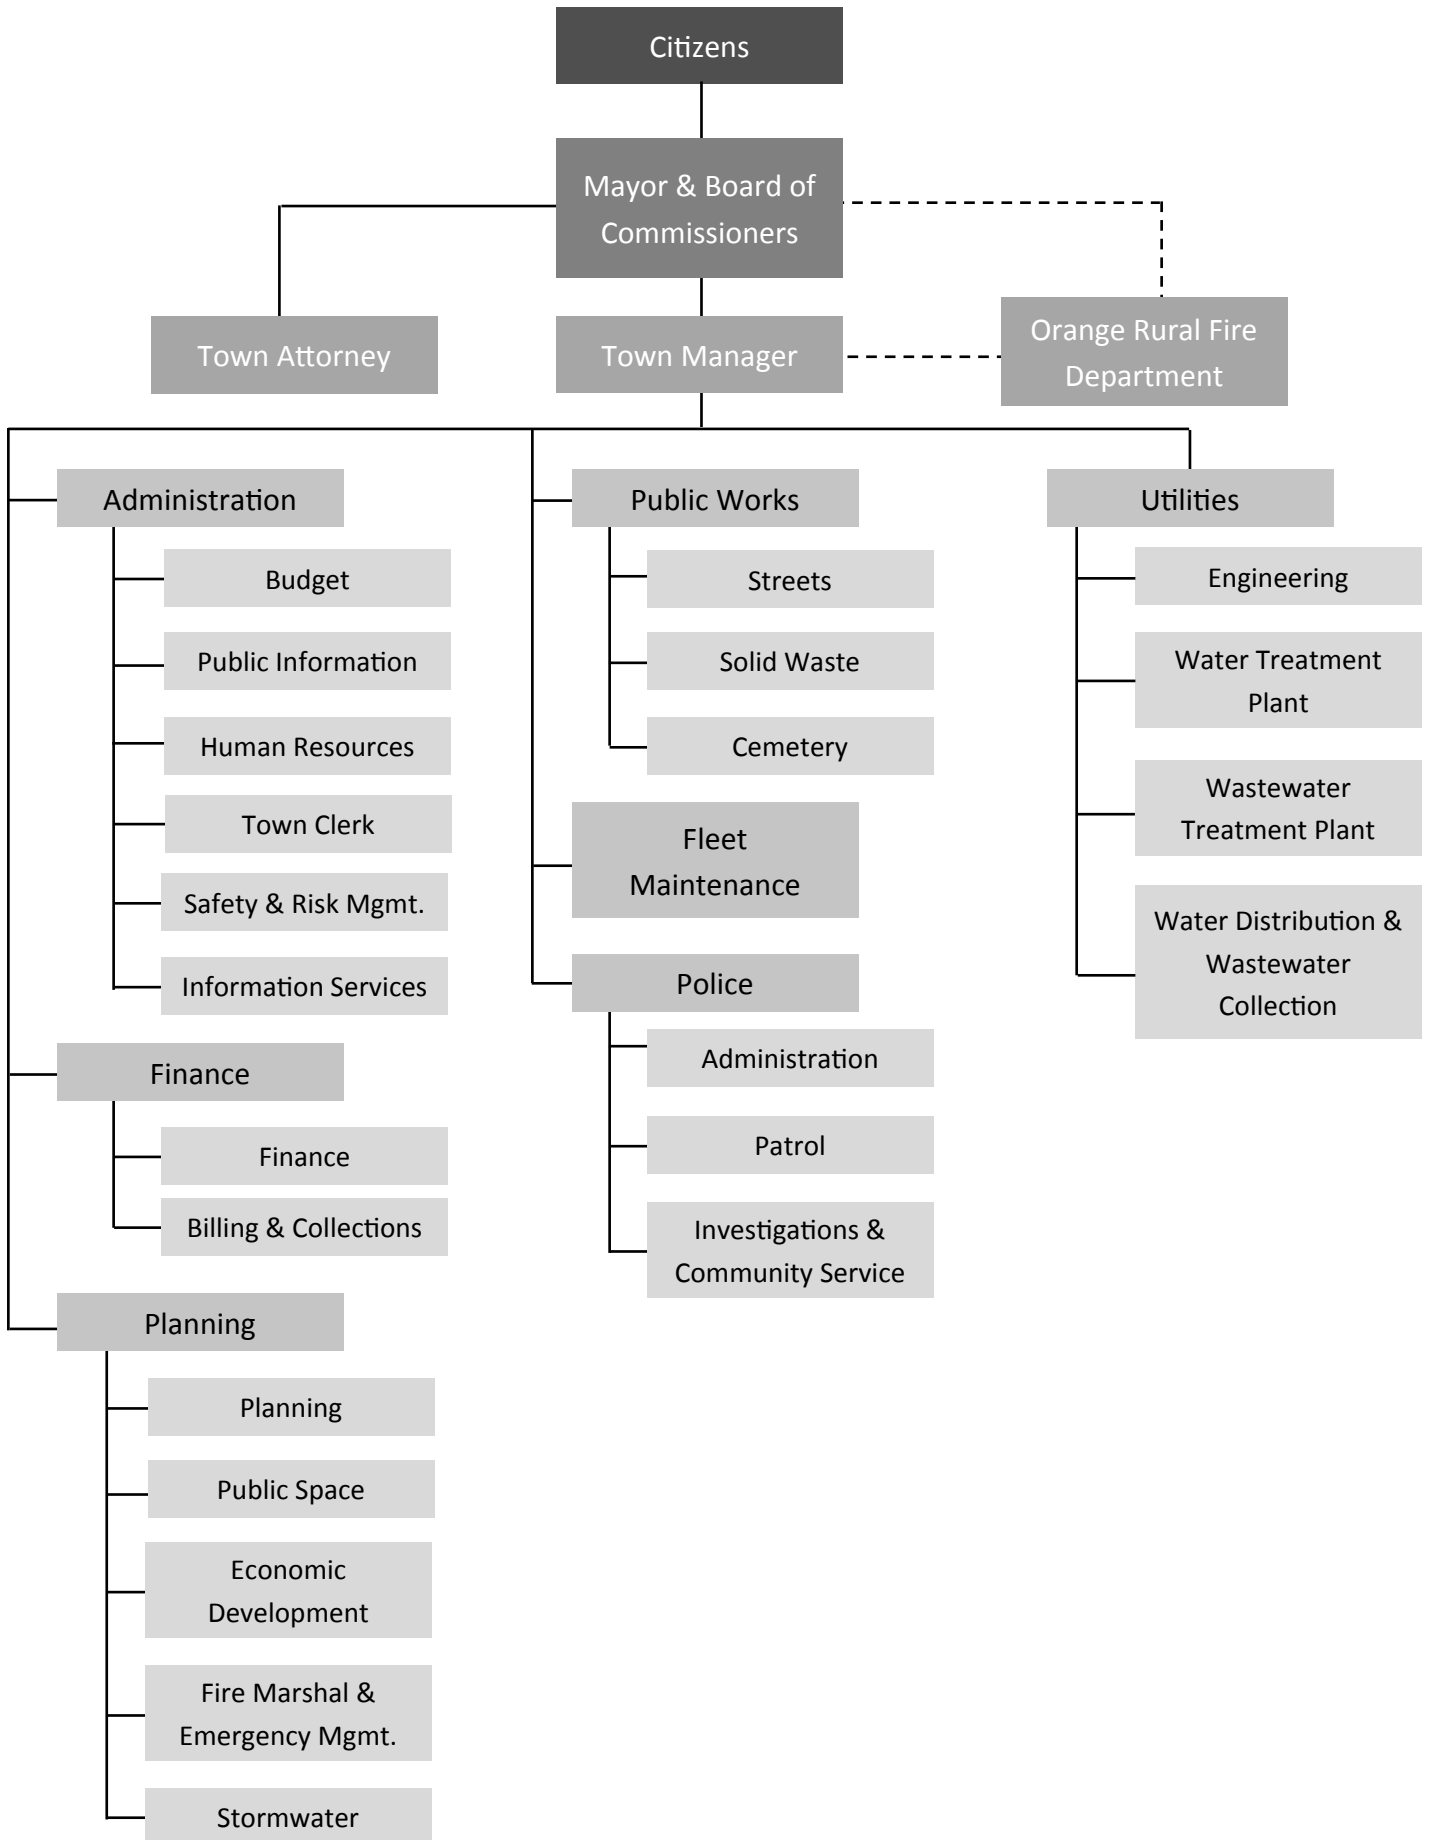 Citizens
Mayor & Board of
Commissioners
Town Attorney
Town Manager
Orange Rural Fire
Department
Administration
Budget
Public Information
Human Resources
Town Clerk
Safety & Risk Mgmt.
Information Services
Finance
Finance
Billing & Collections
Planning
Planning
Public Space
Economic
Development
Fire Marshal &
Emergency Mgmt.
Stormwater
Public Works
Streets
Solid Waste
Cemetery
Fleet
Maintenance
Police
Administration
Patrol
Investigations &
Community Service
Utilities
Engineering
Water Treatment
Plant
Wastewater
Treatment Plant
Water Distribution &
Wastewater
Collection